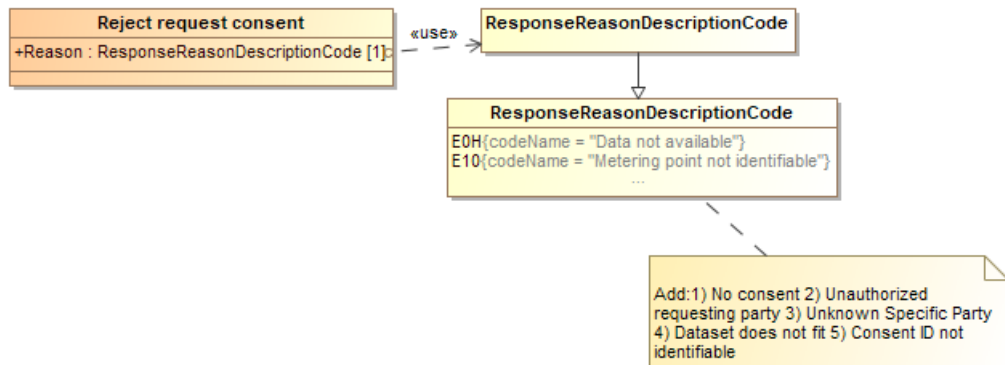 Reject request consent
+Reason : ResponseReasonDescriptionCode [1]
«use»
ResponseReasonDescriptionCode
ResponseReasonDescriptionCode
E0H{codeName = "Data not available"}
E10{codeName = "Metering point not identifiable"}
...
Add:1) No consent 2) Unauthorized
requesting party 3) Unknown Specific Party
4) Dataset does not fit 5) Consent ID not
identifiable